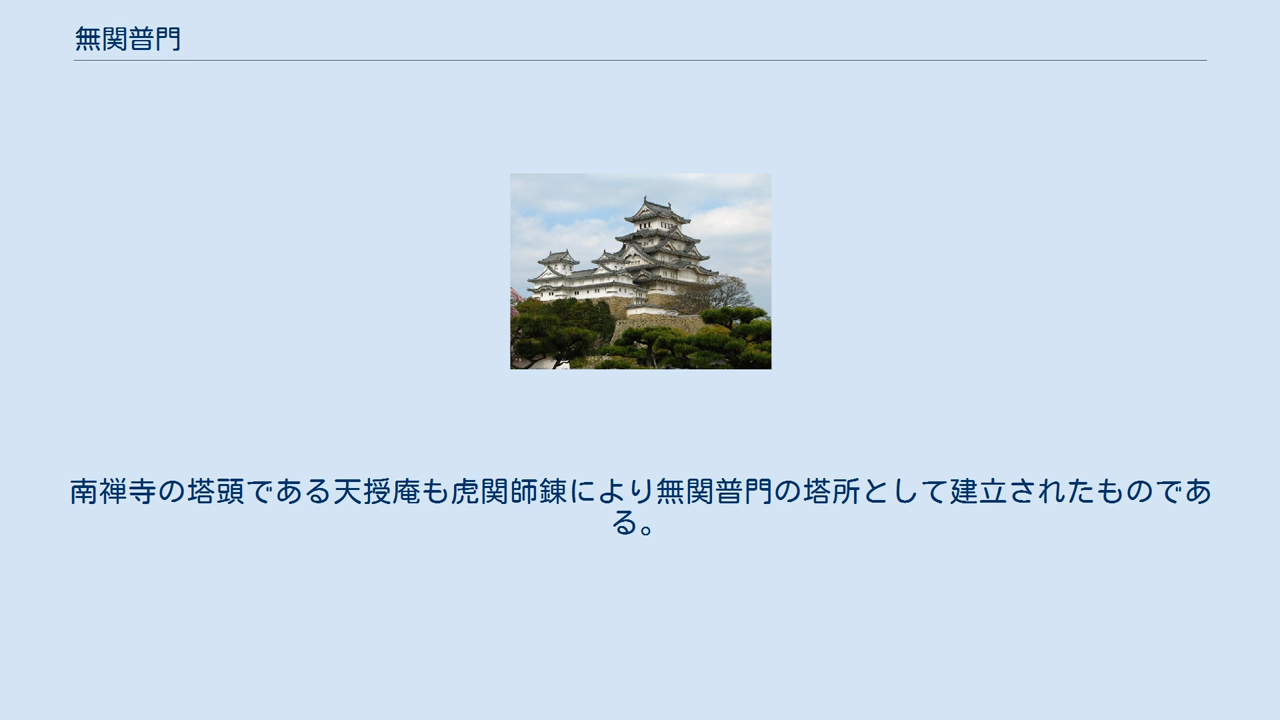 無関普門
南禅寺の塔頭である天授庵も虎関師錬により無関普門の塔所として建立されたものであ
る。